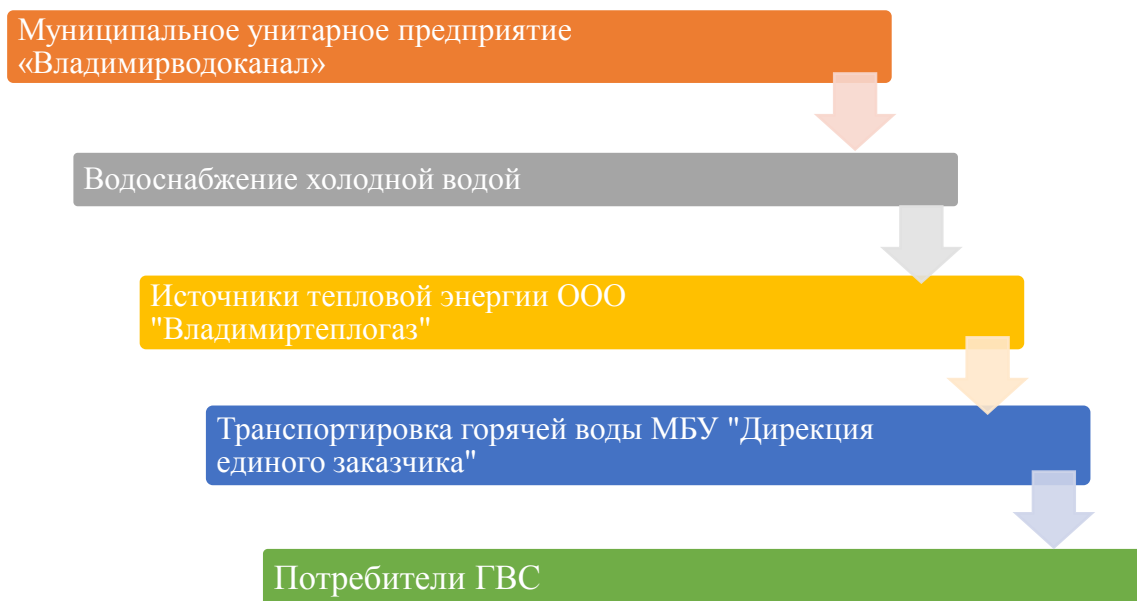 Муниципальное унитарное предприятие
«Владимирводоканал»
Водоснабжение холодной водой
Источники тепловой энергии ООО
"Владимиртеплогаз"
Транспортировка горячей воды МБУ "Дирекция
единого заказчика"
Потребители ГВС